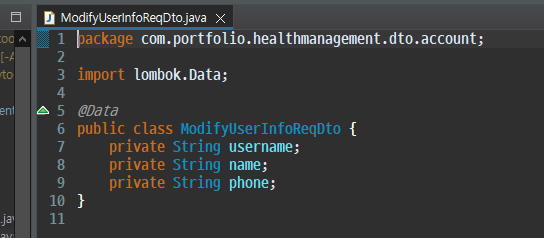 ModifyUserInfoReqDto.java
1 package com.portfolio.healthmanagement.dto.account;
2
3 import lombok.Data;
4
5 @Data
6 public class ModifyUserInfoReqDto {
7 private String username;
8 private String name;
9 private String phone;
10 }
11